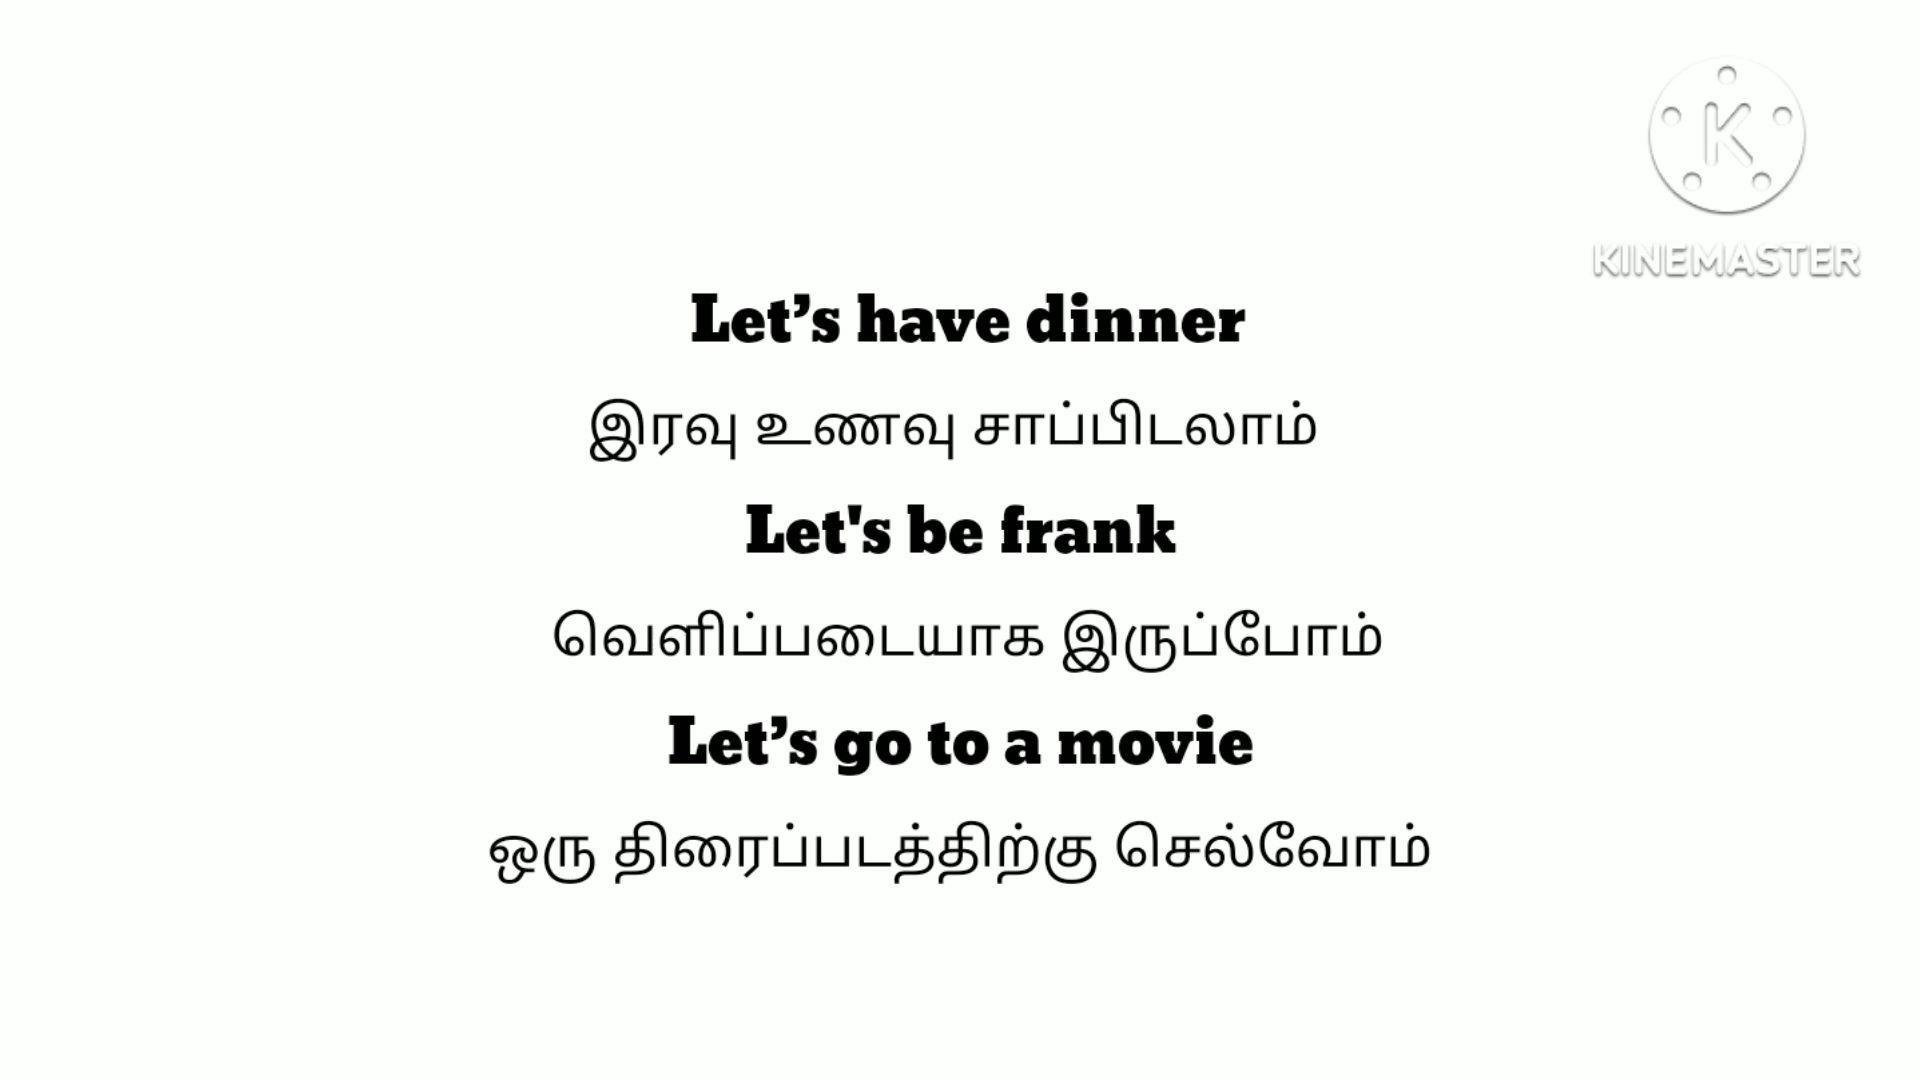 KINEMASTER
Let’s have dinner
இரவு உணவு சாப்பிடலாம்
Let's be frank
வெளிப்படையாக இருப்போம்
Let’s go to a movie
ஒரு திரைப்படத்திற்கு செல்வோம்